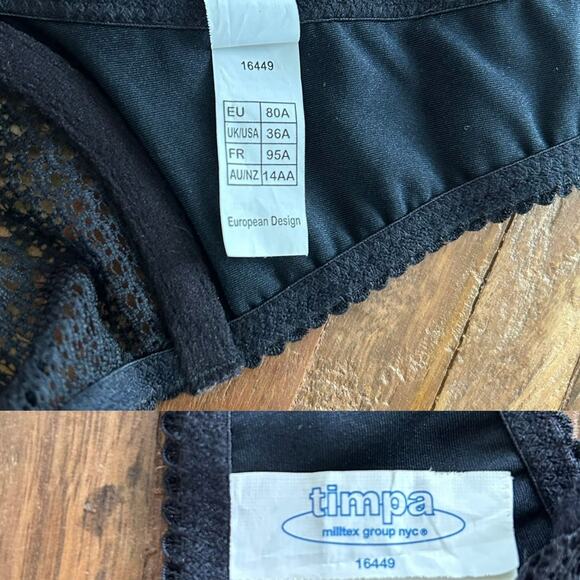 16449
EU 80A
UK/USA 36A
FR 95A
AU/NZ 14AA
European Design
timpa
milltex group nyc®
16449